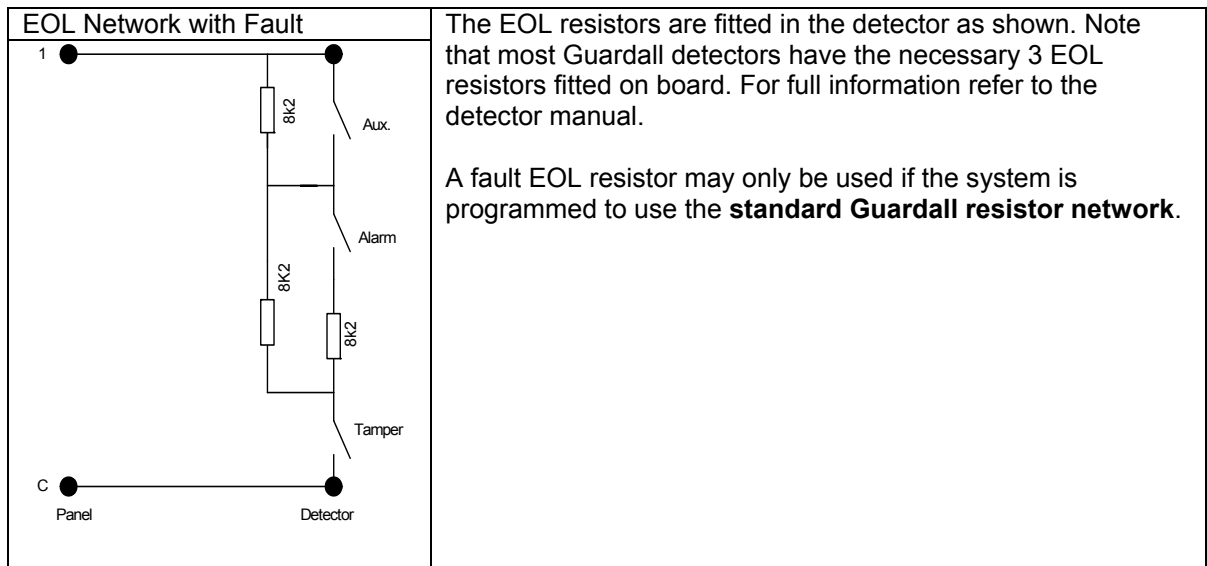 EOL Network with Fault
1
8k2
Aux.
Alarm
8K2
8k2
Tamper
C
Panel Detector
The EOL resistors are fitted in the detector as shown. Note
that most Guardall detectors have the necessary 3 EOL
resistors fitted on board. For full information refer to the
detector manual.
A fault EOL resistor may only be used if the system is
programmed to use the standard Guardall resistor network.